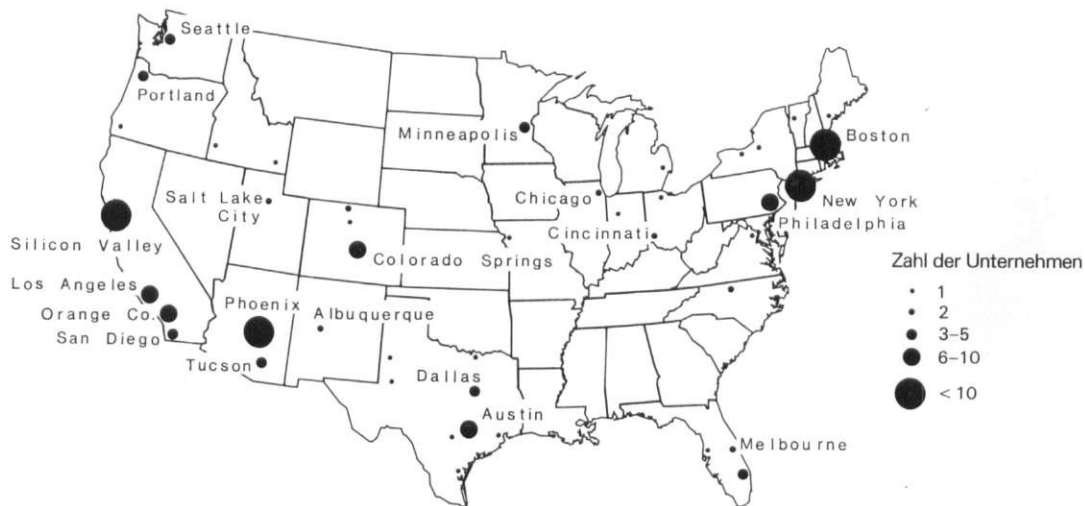 Seattle
Portland
Minneapolis
Boston
Salt Lake
City
Chicago
New York
Philadelphia
Cincinnati
Silicon Valley
Colorado Springs
Los Angeles
Phoenix
Albuquerque
Orange Co.
San Diego
Tucson
Dallas
Austin
Melbourne
Zahl der Unternehmen
1
2
3–5
6–10
< 10